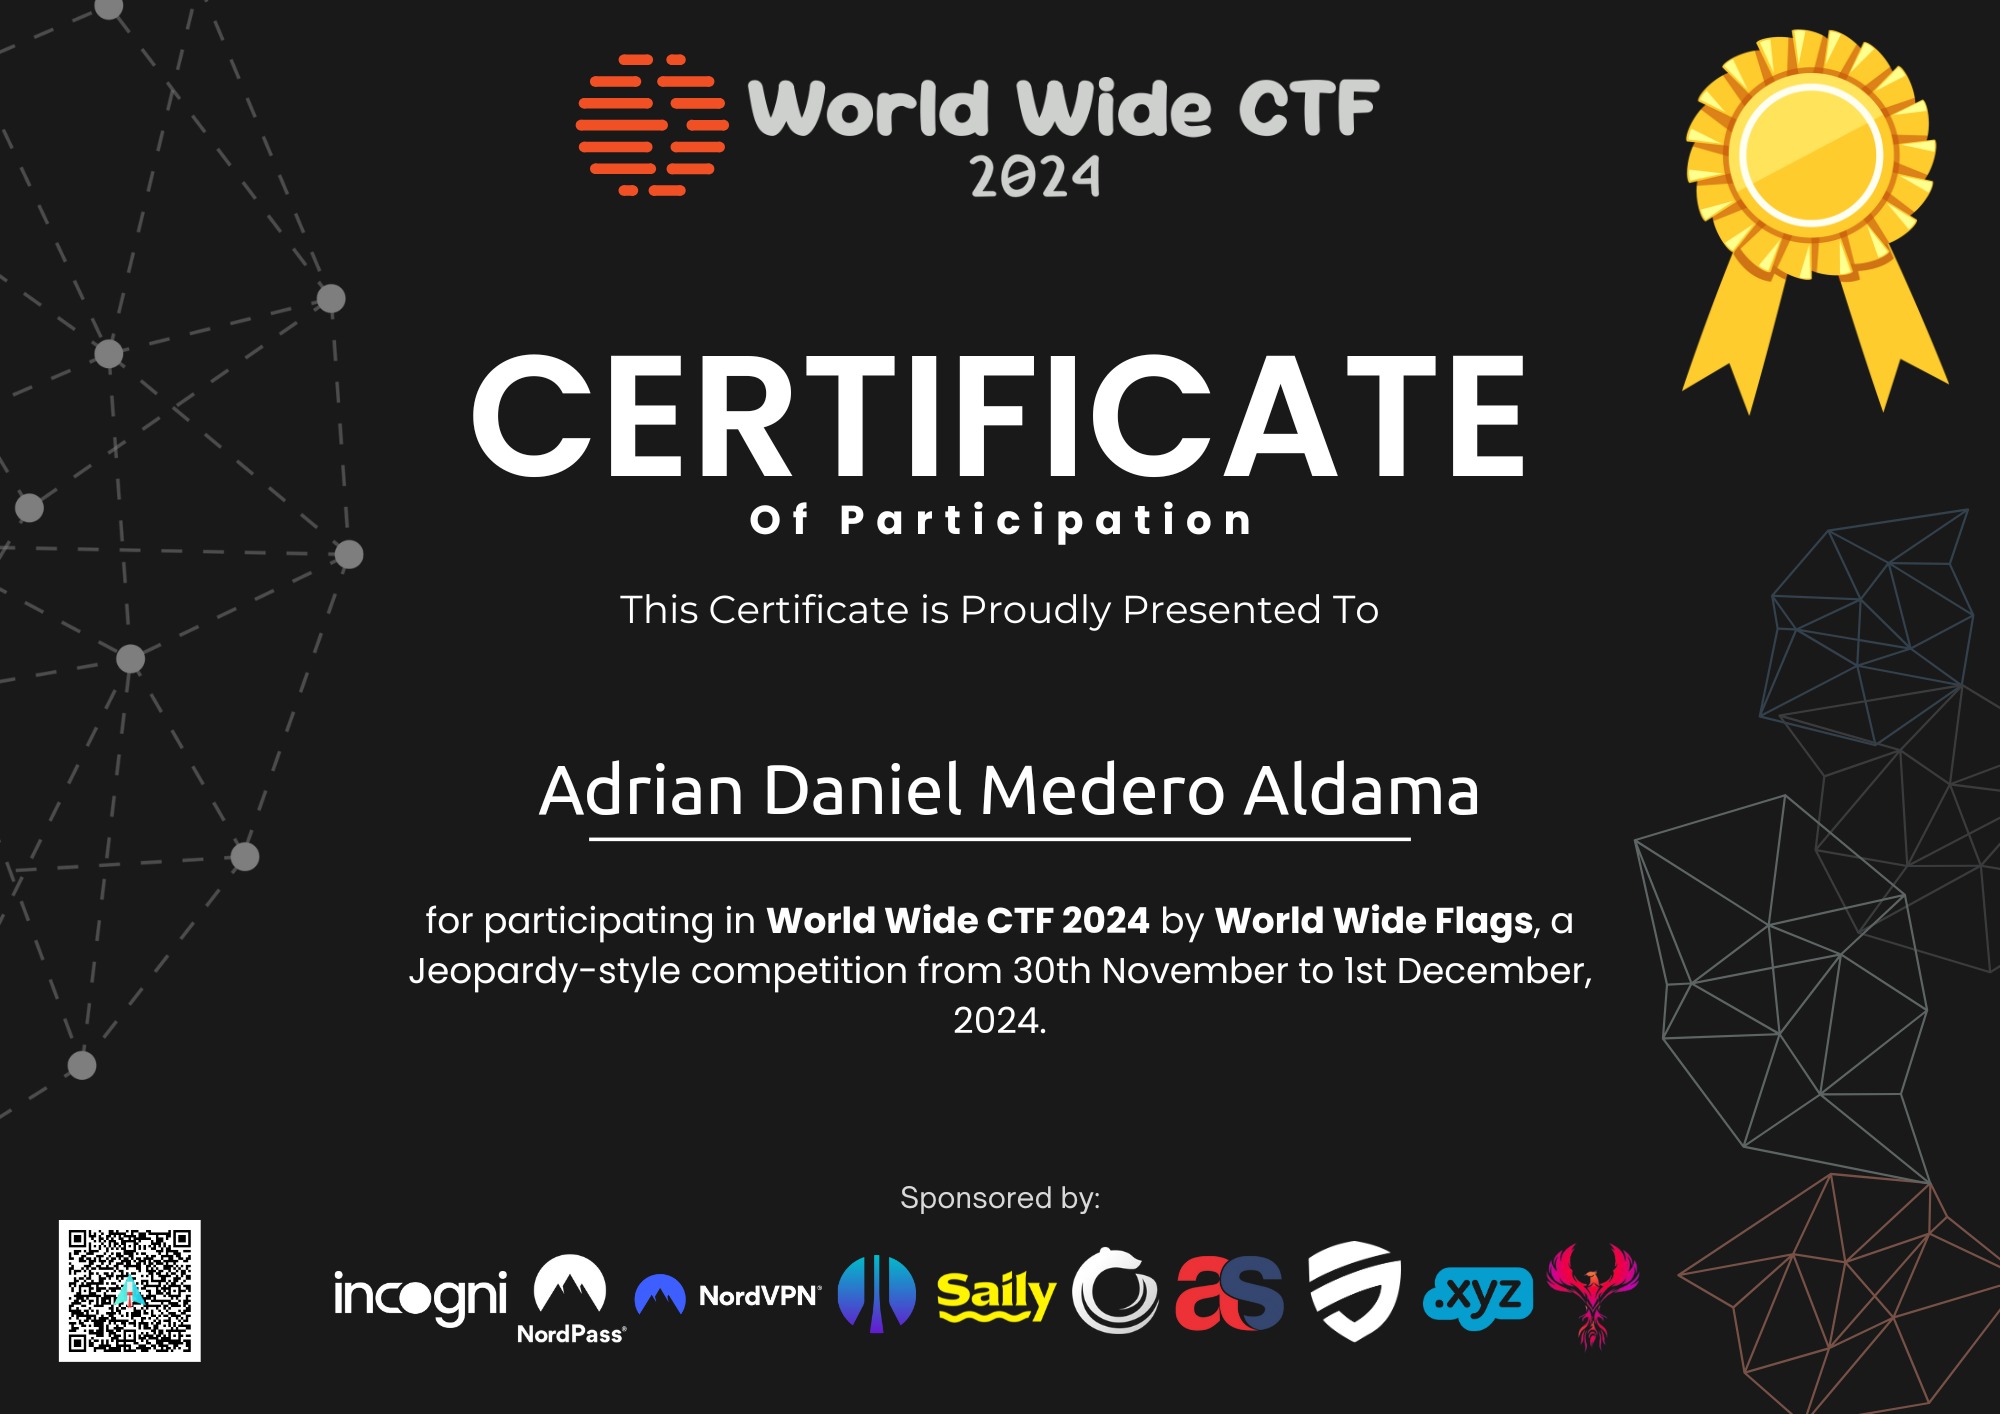 World Wide CTF
2024
CERTIFICATE
Of Participation
This Certificate is Proudly Presented To
Adrian Daniel Medero Aldama
for participating in World Wide CTF 2024 by World Wide Flags, a
Jeopardy-style competition from 30th November to 1st December,
2024.
Sponsored by:
incogni
NordPass®
NordVPN®
Saily
as
.xyz